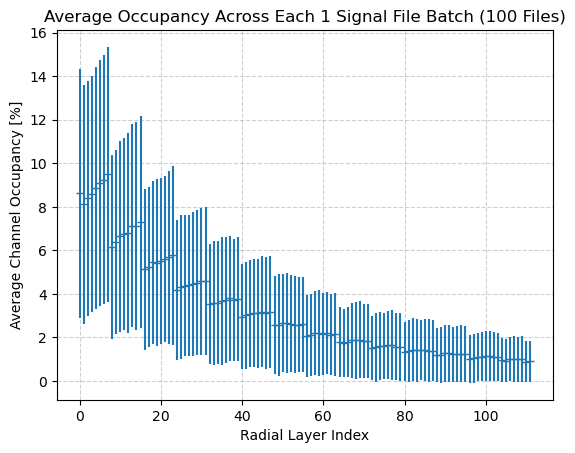 Average Occupancy Across Each 1 Signal File Batch (100 Files)
16
14
12
10
8
6
4
2
0
Average Channel Occupancy [%]
0 20 40 60 80 100
Radial Layer Index